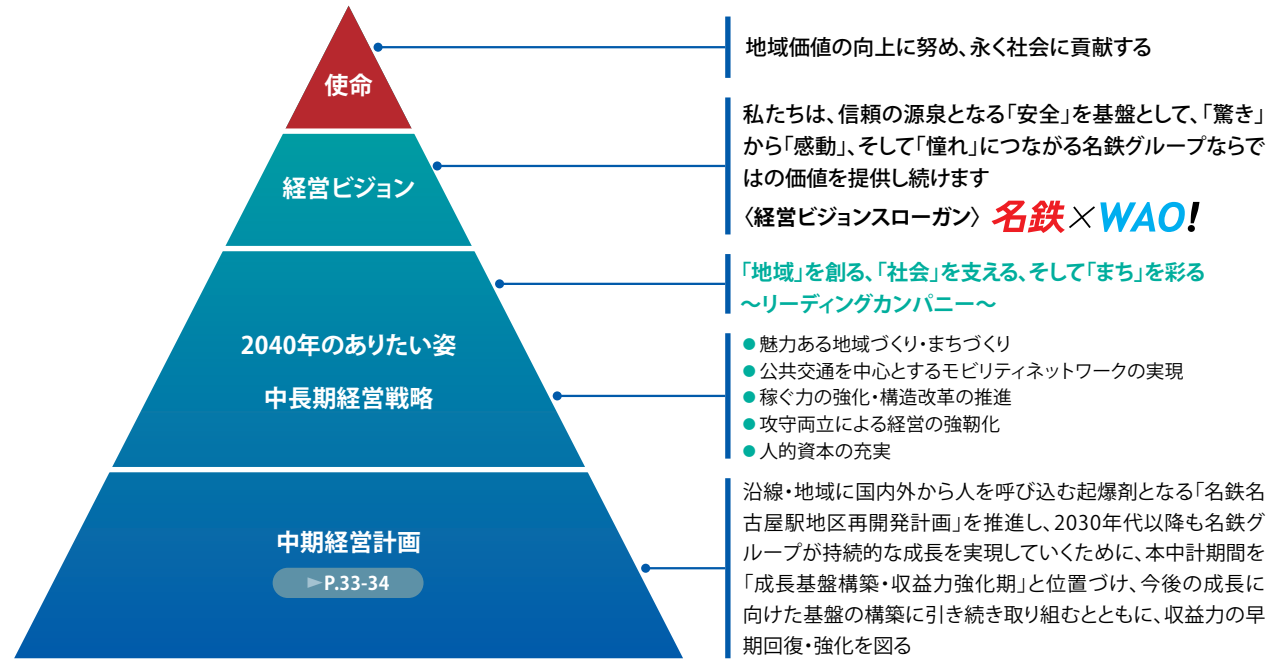 使命
地域価値の向上に努め、永く社会に貢献する
経営ビジョン
私たちは、信頼の源泉となる「安全」を基盤として、「驚き」
から「感動」、そして「憧れ」につながる名鉄グループならで
はの価値を提供し続けます
〈経営ビジョンスローガン〉 名鉄×WAO!
2040年のありたい姿
「地域」を創る、「社会」を支える、そして「まち」を彩る
～リーディングカンパニー～
中長期経営戦略
●魅力ある地域づくり・まちづくり
●公共交通を中心とするモビリティネットワークの実現
●稼ぐ力の強化・構造改革の推進
●攻守両立による経営の強靭化
●人的資本の充実
中期経営計画
►P.33-34
沿線・地域に国内外から人を呼び込む起爆剤となる「名鉄名
古屋駅地区再開発計画」を推進し、2030年代以降も名鉄グ
ループが持続的な成長を実現していくために、本中計期間を
「成長基盤構築・収益力強化期」と位置づけ、今後の成長に
向けた基盤の構築に引き続き取り組むとともに、収益力の早
期回復・強化を図る